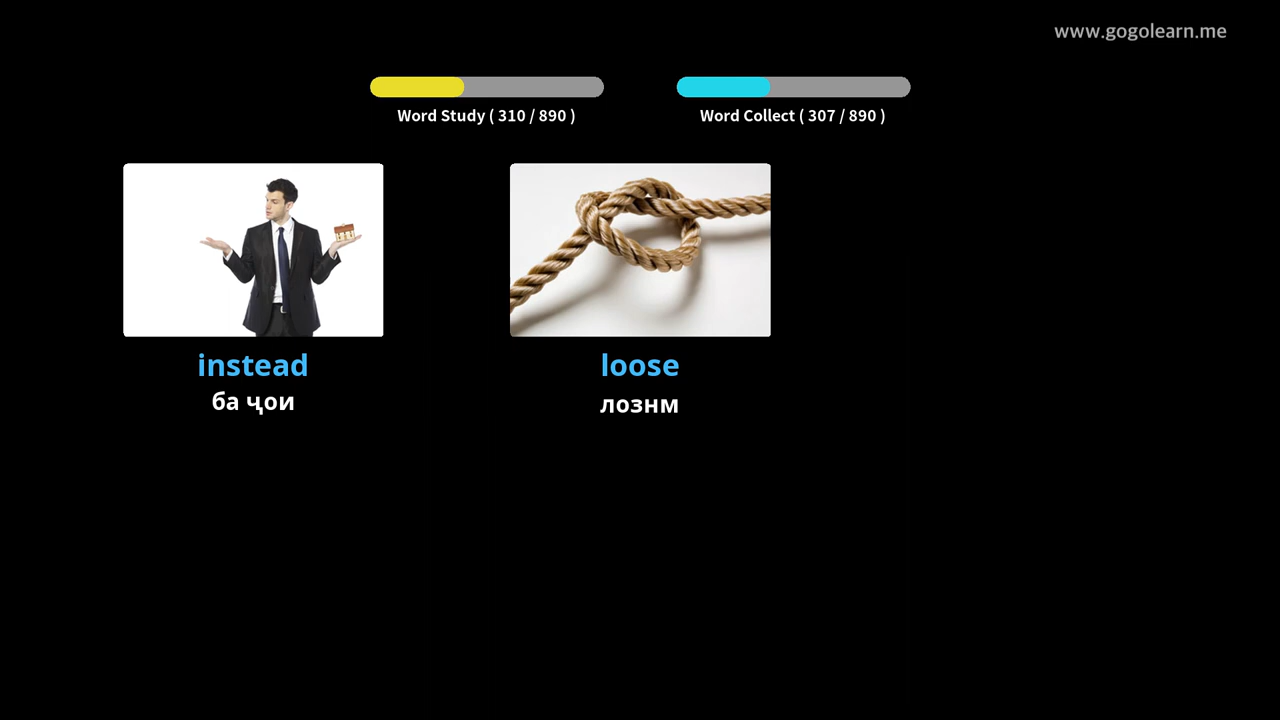 www.gogolearn.me
Word Study ( 310 / 890 )
Word Collect ( 307 / 890 )
instead
ба ҷои
loose
лознм